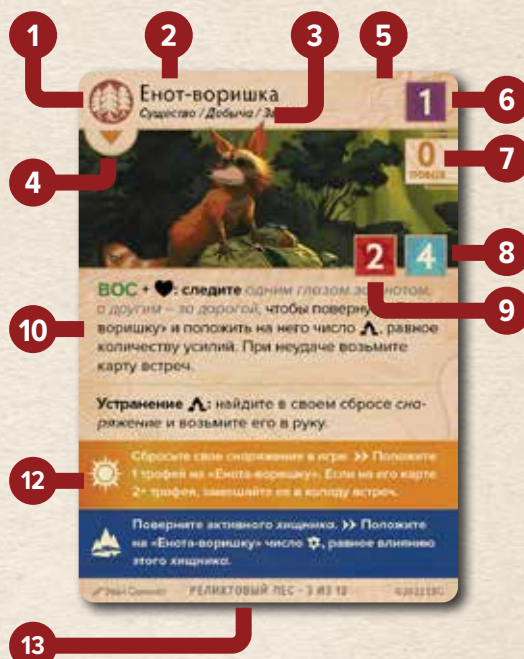 1
2
3
5
Енот-воришка
1
6
Существо / Добыча / За
0
7
ПОВЫШ
4
2
4
8
9
ВОС + : следите одним глазом за енотом,
а другим – за дорогой, чтобы поверну
10
воришку» и положить на него число , равное
количеству усилий. При неудаче возьмите
карту встреч.
Устранение : найдите в своем сбросе сна-
ряжение и возьмите его в руку.
Сбросьте свое снаряжение в игре. Положите
12
1 трофей на «Енота-воришку». Если на его карте
2+ трофея, замешайте ее в колоду встреч.
Поверните активного хищника. Положите
на «Енота-воришку» число , равное влиянию
этого хищника.
РЕЛИКТОВЫЙ ЛЕС - 3 ИЗ 12
13